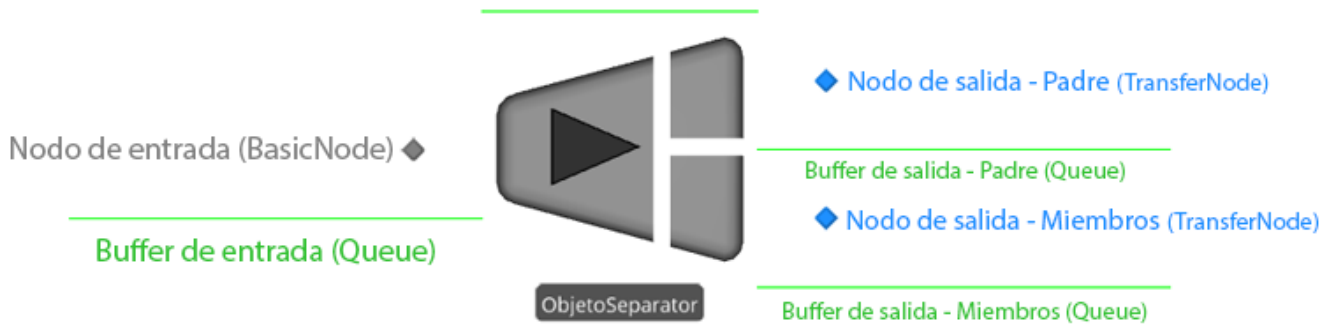 Nodo de salida - Padre (TransferNode)
Nodo de entrada (BasicNode)
Buffer de salida - Padre (Queue)
Nodo de salida - Miembros (TransferNode)
Buffer de entrada (Queue)
ObjetoSeparator
Buffer de salida - Miembros (Queue)